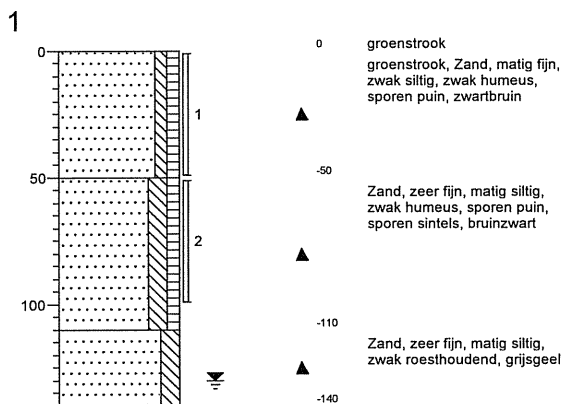 1
0
groenstrook
0
groenstrook, Zand, matig fijn,
zwak siltig, zwak humeus,
sporen puin, zwartbruin
1
-50
50
Zand, zeer fijn, matig siltig,
zwak humeus, sporen puin,
sporen sintels, bruinzwart
2
100
-110
Zand, zeer fijn, matig siltig,
zwak roesthoudend, grijsgeel
-140